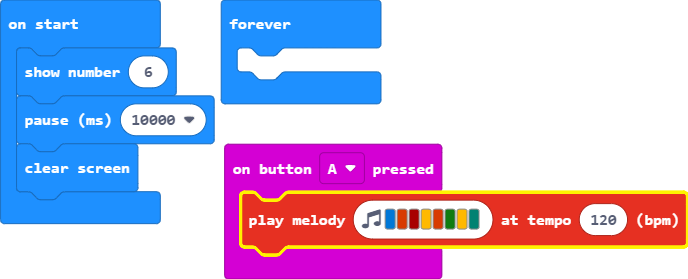 on start
show number 6
pause (ms) 10000
clear screen
forever
on button A pressed
play melody at tempo 120 (bpm)